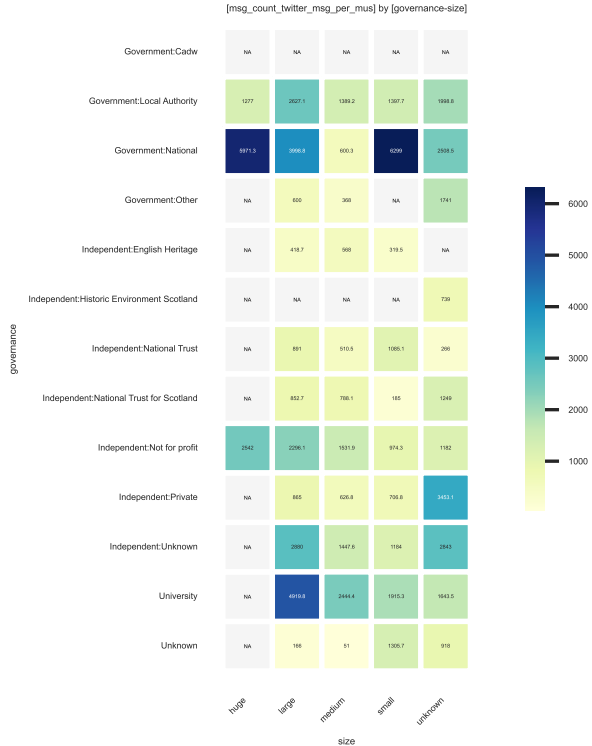 [msg_count_twitter_msg_per_mus] by [governance-size]
Government:Cadw NA NA NA NA NA
Government:Local Authority 1277 2627.1 1389.2 1397.7 1998.8
Government:National 5971.3 3996.8 600.3 6299 2508.5
Government:Other NA 600 368 NA 1741
Independent:English Heritage NA 418.7 568 319.5 NA
Independent:Historic Environment Scotland NA NA NA NA 739
Independent:National Trust NA 891 510.5 1085.1 266
Independent:National Trust for Scotland NA 852.7 788.1 185 1249
Independent:Not for profit 2542 2296.1 1531.9 974.3 1182
Independent:Private NA 865 626.8 706.8 3453.1
Independent:Unknown NA 2880 1447.6 1184 2843
University NA 4919.8 2444.4 1915.3 1643.5
Unknown NA 166 51 1305.7 918
huge large medium small unknown
size
governance
6000
5000
4000
3000
2000
1000